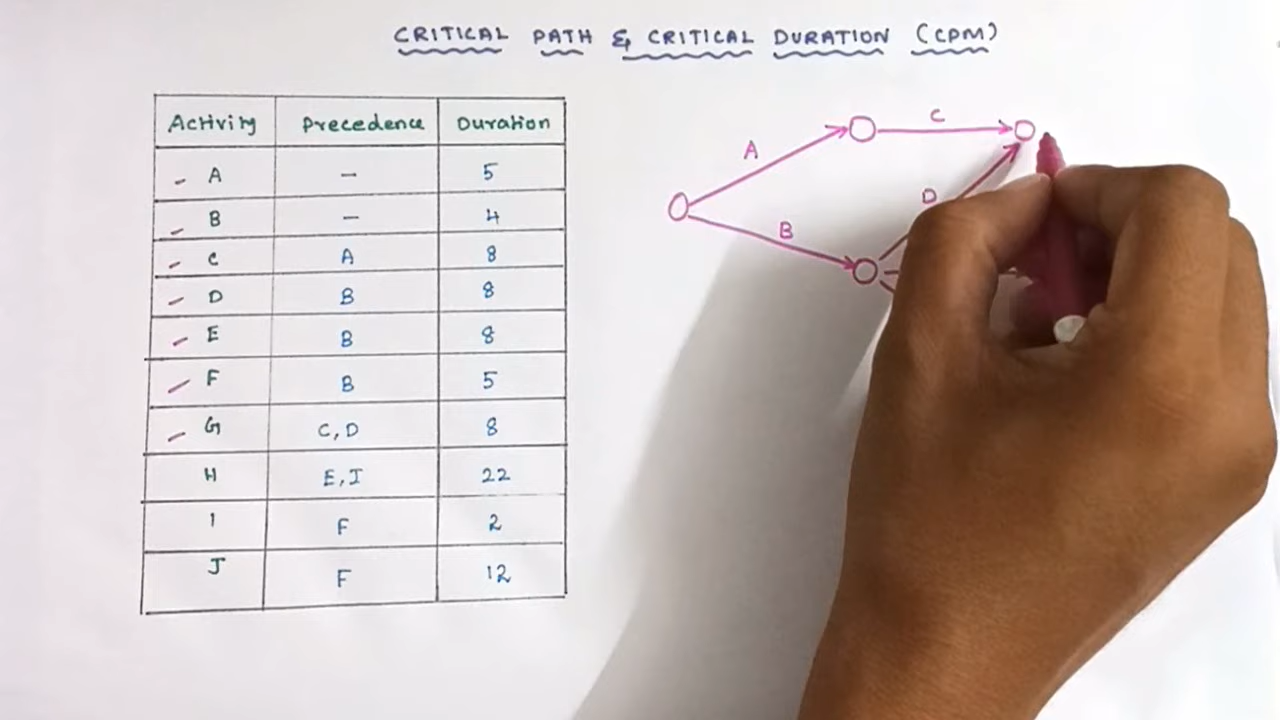 CRITICAL PATH & CRITICAL DURATION (CPM)
Activity Precedence Duration
A - 5
B - 4
C A 8
D B 8
E B 8
F B 5
G C, D 8
H E, I 22
I F 2
J F 12
A
C
B
D